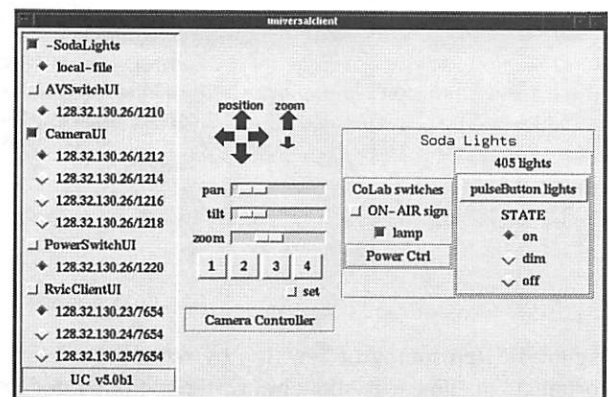 universalclient
-SodaLights
local-file
AVSwitchUI
128.32.130.26/1210
CameraUI
128.32.130.26/1212
128.32.130.26/1214
128.32.130.26/1216
128.32.130.26/1218
PowerSwitchUI
128.32.130.26/1220
RvicClientUI
128.32.130.23/7654
128.32.130.24/7654
128.32.130.25/7654
UC v5.0b1
position zoom
pan
tilt
zoom
1 2 3 4
set
Camera Controller
Soda Lights
CoLab switches
ON-AIR sign
lamp
Power Ctrl
405 lights
pulseButton lights
STATE
on
dim
off